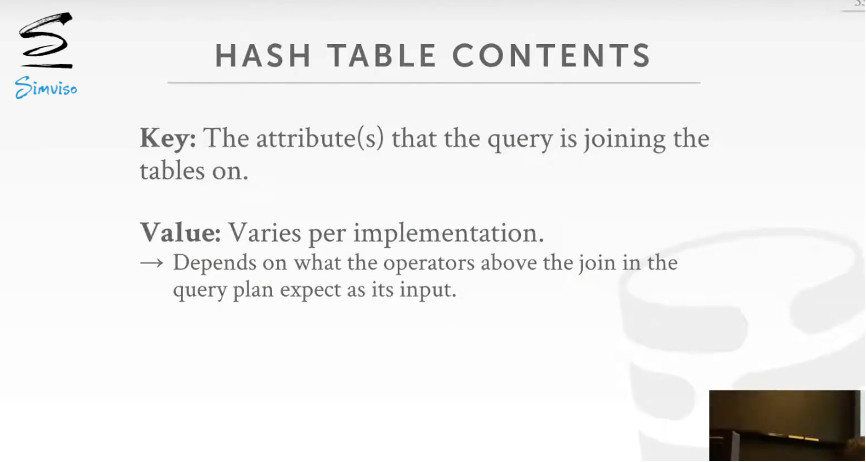 Simviso
HASH TABLE CONTENTS
Key: The attribute(s) that the query is joining the
tables on.
Value: Varies per implementation.
→ Depends on what the operators above the join in the
query plan expect as its input.